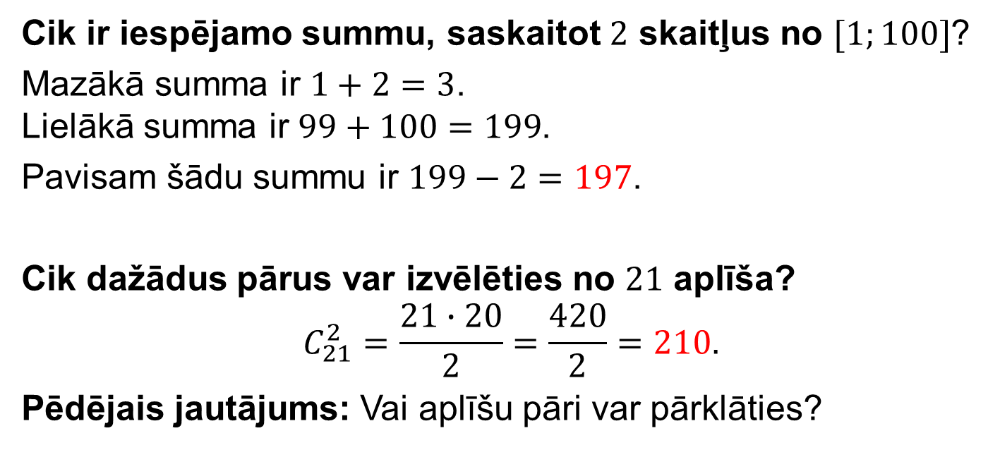 Cik ir iespējamo summu, saskaitot 2 skaitļus no [1; 100]?
Mazākā summa ir 1 + 2 = 3.
Lielākā summa ir 99 + 100 = 199.
Pavisam šādu summu ir 199 − 2 = 197.
Cik dažādus pārus var izvēlēties no 21 aplīša?
$C_{21}^{2} = \frac{21 \cdot 20}{2} = \frac{420}{2} = 210.$
Pēdējais jautājums: Vai aplīšu pāri var pārklāties?